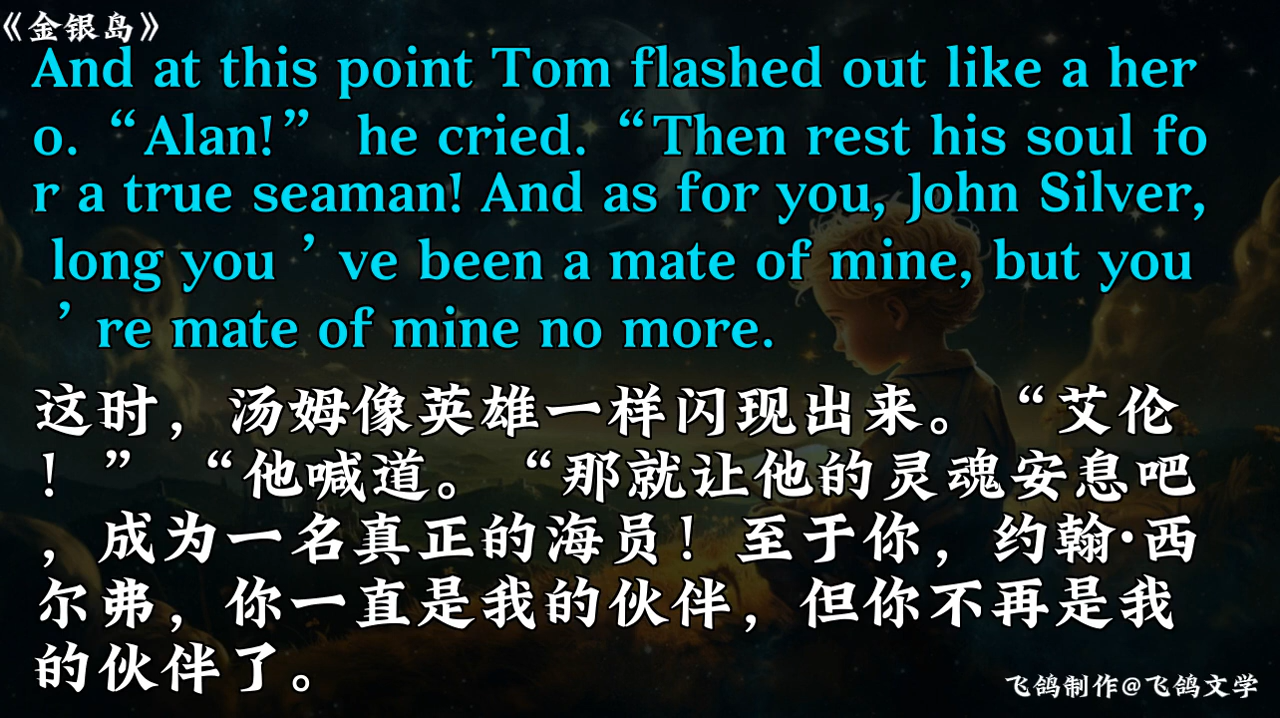 《金银岛》
And at this point Tom flashed out like a her
o. “Alan!” he cried. “Then rest his soul fo
r a true seaman! And as for you, John Silver,
long you ’ ve been a mate of mine, but you
’ re mate of mine no more.
这时，汤姆像英雄一样闪现出来。“艾伦
！” “他喊道。 “那就让他的灵魂安息吧
，成为一名真正的海员！至于你，约翰·西
尔弗，你一直是我的伙伴，但你不再是我
的伙伴了。
飞鸽制作@飞鸽文学